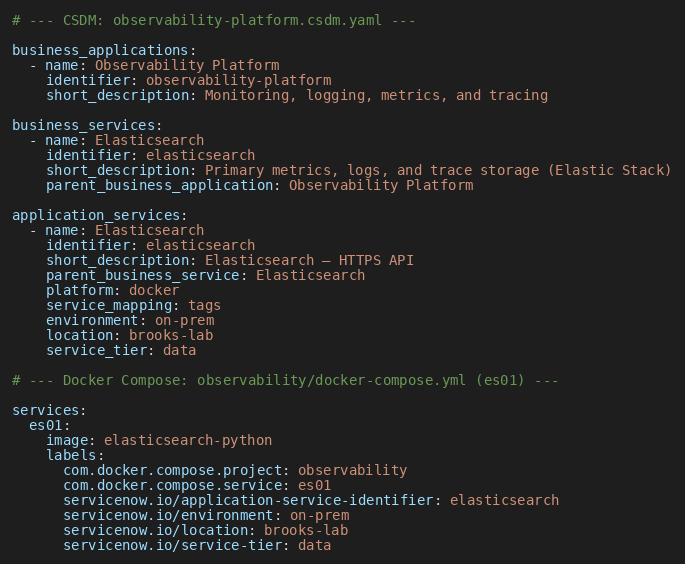 # --- CSDM: observability-platform.csdm.yaml ---
business_applications:
  - name: Observability Platform
    identifier: observability-platform
    short_description: Monitoring, logging, metrics, and tracing
business_services:
  - name: Elasticsearch
    identifier: elasticsearch
    short_description: Primary metrics, logs, and trace storage (Elastic Stack)
    parent_business_application: Observability Platform
application_services:
  - name: Elasticsearch
    identifier: elasticsearch
    short_description: Elasticsearch — HTTPS API
    parent_business_service: Elasticsearch
    platform: docker
    service_mapping: tags
    environment: on-prem
    location: brooks-lab
    service_tier: data
# --- Docker Compose: observability/docker-compose.yml (es01) ---
services:
  es01:
    image: elasticsearch-python
    labels:
      com.docker.compose.project: observability
      com.docker.compose.service: es01
      servicenow.io/application-service-identifier: elasticsearch
      servicenow.io/environment: on-prem
      servicenow.io/location: brooks-lab
      servicenow.io/service-tier: data